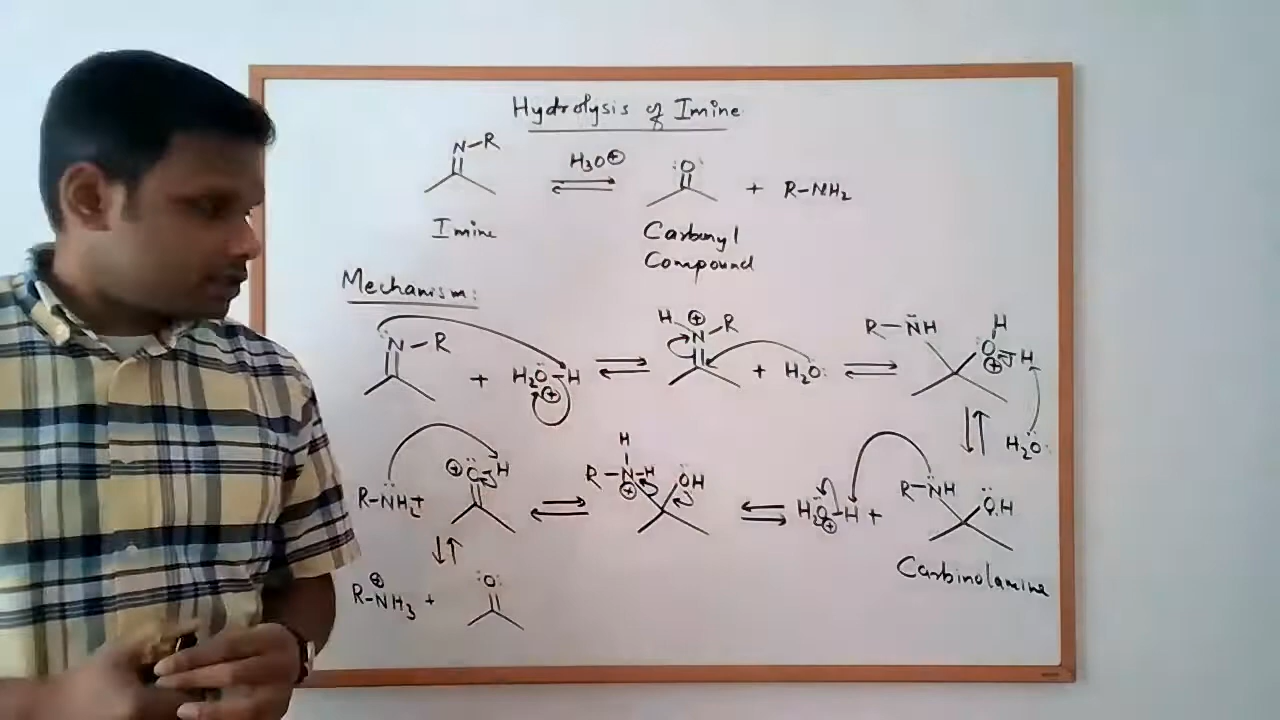 Hydrolysis of Imine
N-R H3O⊕ :O: + R-NH2
Imine Carbonyl
Compound
Mechanism:
N-R + H2O-H ⊕ H ⊕ N-R + H2O: R-NH H O ⊕ H
H2O:
R-NH2 + ⊕ O H R H N-H ⊕ OH H2O-H ⊕ + R-NH OH
Carbinolamine
R-NH3 ⊕ + :O: